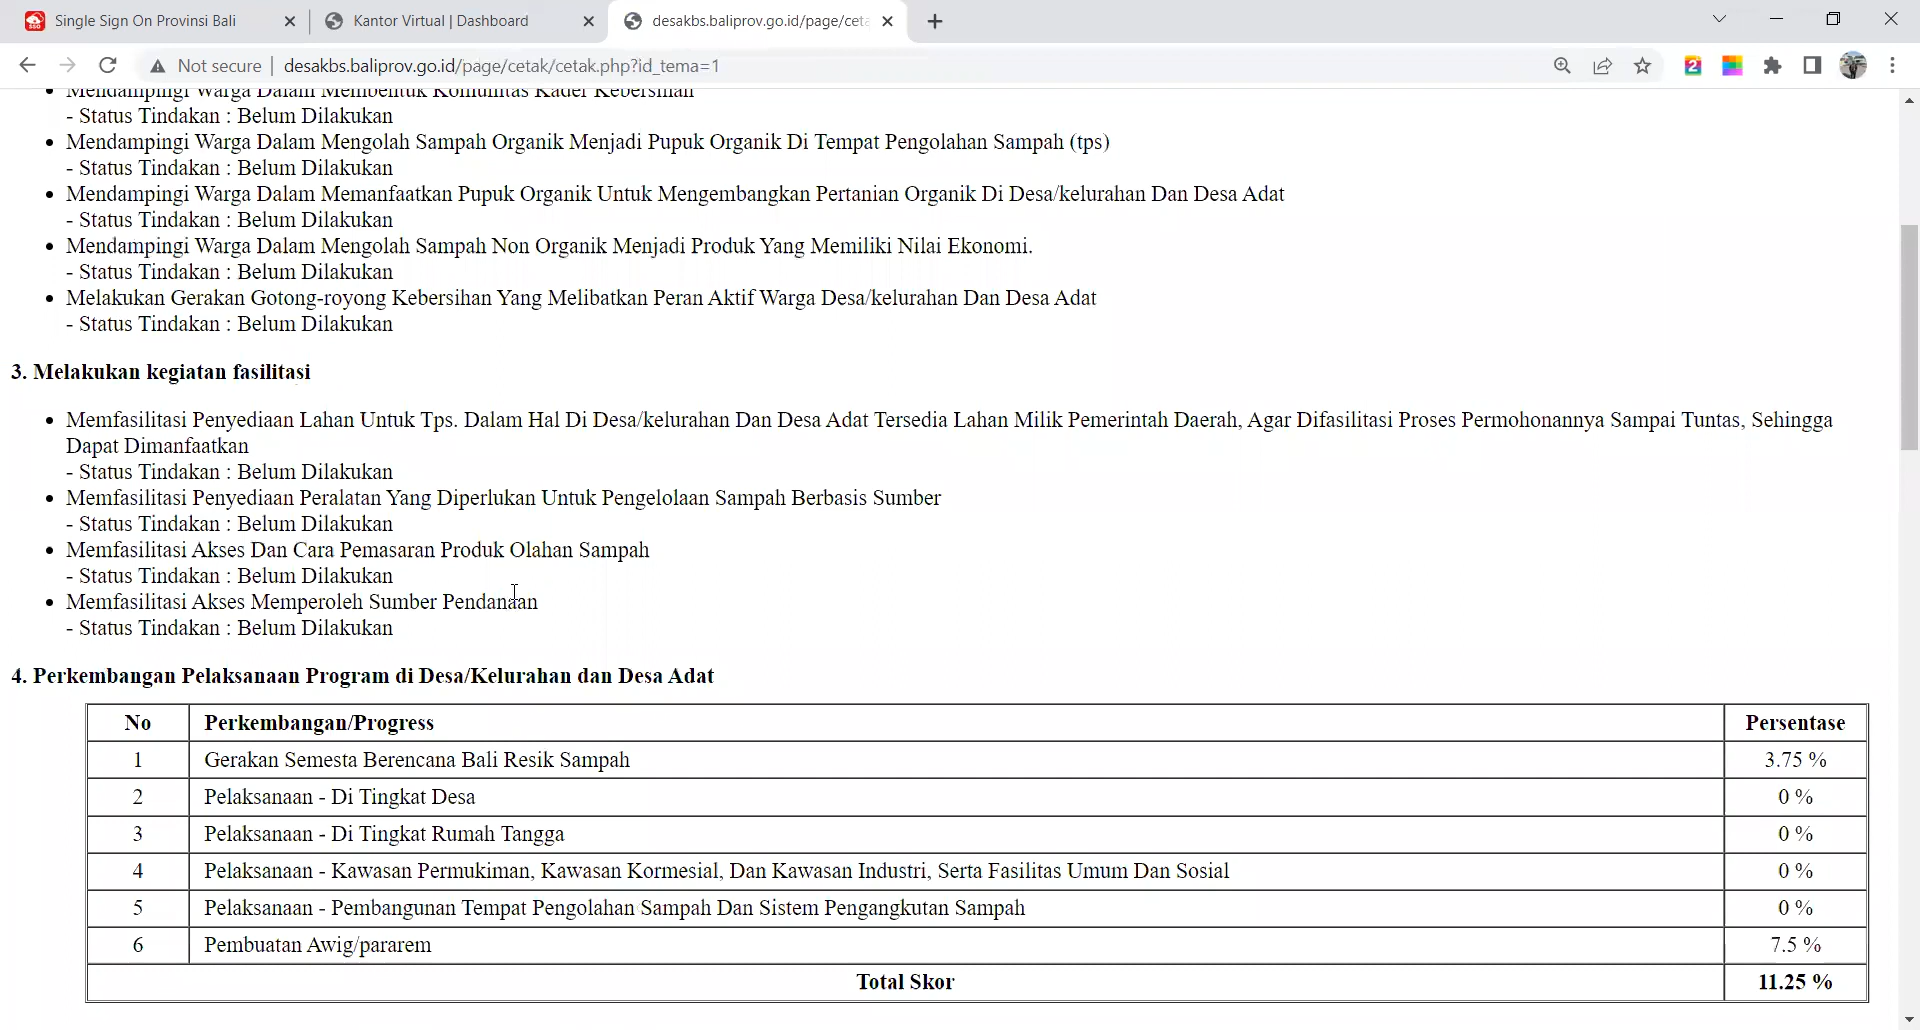 Single Sign On Provinsi Bali
Kantor Virtual | Dashboard
desakbs.baliprov.go.id/page/ceta
Not secure | desakbs.baliprov.go.id/page/cetak/cetak.php?id_tema=1
• Mendampingi Warga Dalam Membentuk Komunitas Kader Kebersihan
- Status Tindakan : Belum Dilakukan
• Mendampingi Warga Dalam Mengolah Sampah Organik Menjadi Pupuk Organik Di Tempat Pengolahan Sampah (tps)
- Status Tindakan : Belum Dilakukan
• Mendampingi Warga Dalam Memanfaatkan Pupuk Organik Untuk Mengembangkan Pertanian Organik Di Desa/kelurahan Dan Desa Adat
- Status Tindakan : Belum Dilakukan
• Mendampingi Warga Dalam Mengolah Sampah Non Organik Menjadi Produk Yang Memiliki Nilai Ekonomi.
- Status Tindakan : Belum Dilakukan
• Melakukan Gerakan Gotong-royong Kebersihan Yang Melibatkan Peran Aktif Warga Desa/kelurahan Dan Desa Adat
- Status Tindakan : Belum Dilakukan
3. Melakukan kegiatan fasilitasi
• Memfasilitasi Penyediaan Lahan Untuk Tps. Dalam Hal Di Desa/kelurahan Dan Desa Adat Tersedia Lahan Milik Pemerintah Daerah, Agar Difasilitasi Proses Permohonannya Sampai Tuntas, Sehingga
Dapat Dimanfaatkan
- Status Tindakan : Belum Dilakukan
• Memfasilitasi Penyediaan Peralatan Yang Diperlukan Untuk Pengelolaan Sampah Berbasis Sumber
- Status Tindakan : Belum Dilakukan
• Memfasilitasi Akses Dan Cara Pemasaran Produk Olahan Sampah
- Status Tindakan : Belum Dilakukan
• Memfasilitasi Akses Memperoleh Sumber Pendanaan
- Status Tindakan : Belum Dilakukan
4. Perkembangan Pelaksanaan Program di Desa/Kelurahan dan Desa Adat
No Perkembangan/Progress Persentase
1 Gerakan Semesta Berencana Bali Resik Sampah 3.75 %
2 Pelaksanaan - Di Tingkat Desa 0 %
3 Pelaksanaan - Di Tingkat Rumah Tangga 0 %
4 Pelaksanaan - Kawasan Permukiman, Kawasan Kormesial, Dan Kawasan Industri, Serta Fasilitas Umum Dan Sosial 0 %
5 Pelaksanaan - Pembangunan Tempat Pengolahan Sampah Dan Sistem Pengangkutan Sampah 0 %
6 Pembuatan Awig/pararem 7.5 %
Total Skor 11.25 %